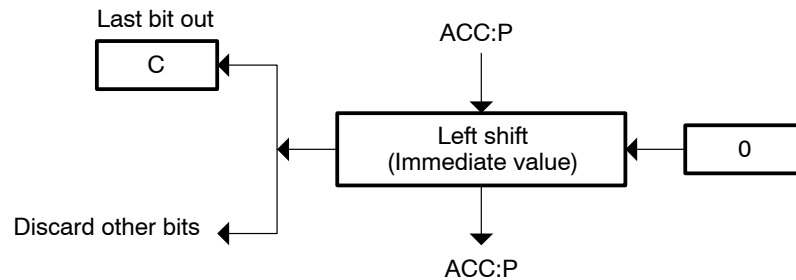 Last bit out
ACC:P
C
Left shift
(Immediate value)
0
Discard other bits
ACC:P